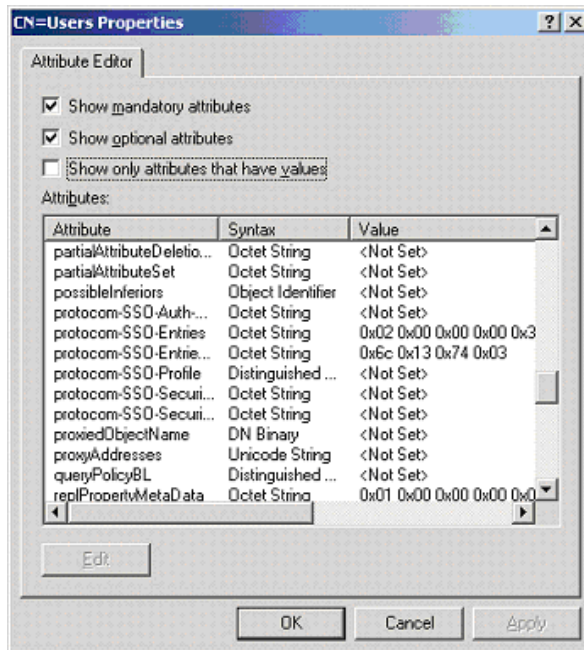 CN=Users Properties
Attribute Editor
Show mandatory attributes
Show optional attributes
Show only attributes that have values
Attributes:
Attribute Syntax Value
partialAttributeDeletio... Octet String <Not Set>
partialAttributeSet Octet String <Not Set>
possibleInferiors Object Identifier <Not Set>
protocom-SSO-Auth-... Octet String <Not Set>
protocom-SSO-Entries Octet String 0x02 0x00 0x00 0x00 0x3
protocom-SSO-Entrie... Octet String 0x6c 0x13 0x74 0x03
protocom-SSO-Profile Distinguished ... <Not Set>
protocom-SSO-Securi... Octet String <Not Set>
protocom-SSO-Securi... Octet String <Not Set>
proxiedObjectName DN Binary <Not Set>
proxyAddresses Unicode String <Not Set>
queryPolicyBL Distinguished ... <Not Set>
replPropertyMetaData Octet String 0x01 0x00 0x00 0x00 0x0
Edit
OK Cancel Apply